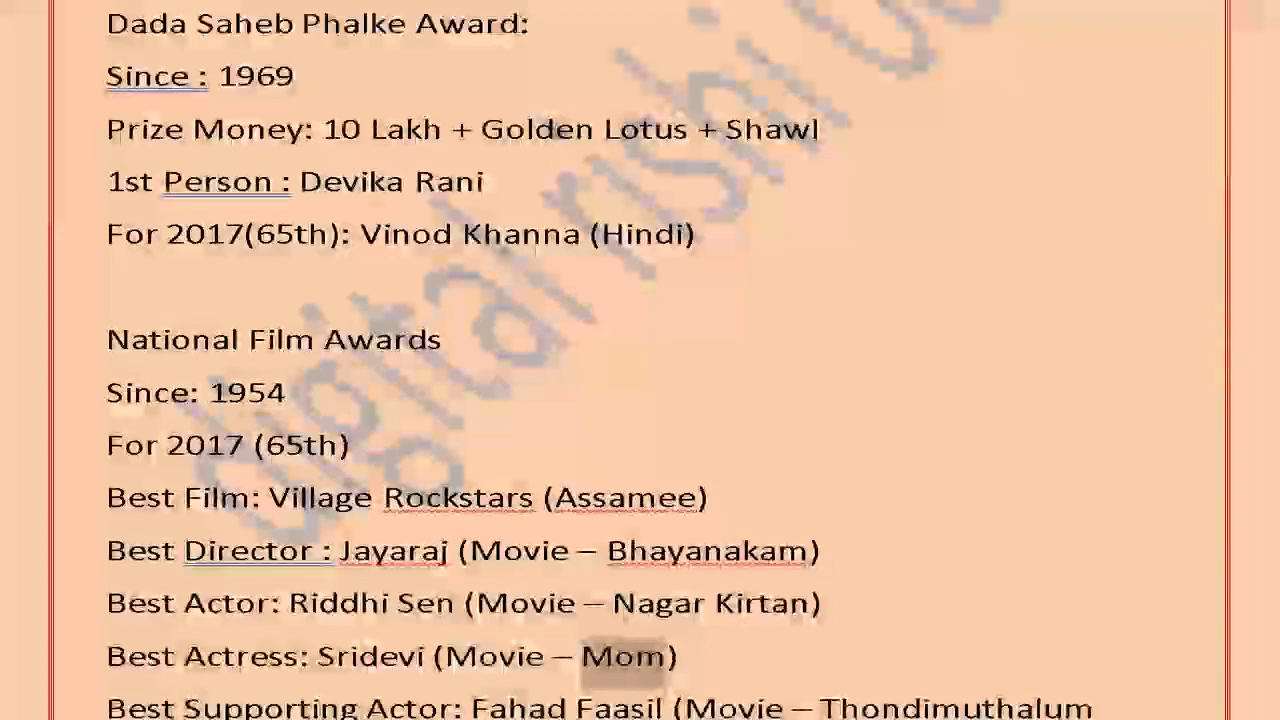 Dada Saheb Phalke Award:
Since : 1969
Prize Money: 10 Lakh + Golden Lotus + Shawl
1st Person : Devika Rani
For 2017(65th): Vinod Khanna (Hindi)
National Film Awards
Since: 1954
For 2017 (65th)
Best Film: Village Rockstars (Assamee)
Best Director : Jayaraj (Movie – Bhayanakam)
Best Actor: Riddhi Sen (Movie – Nagar Kirtan)
Best Actress: Sridevi (Movie – Mom)
Best Supporting Actor: Fahad Faasil (Movie – Thondimuthalum
digital rishi